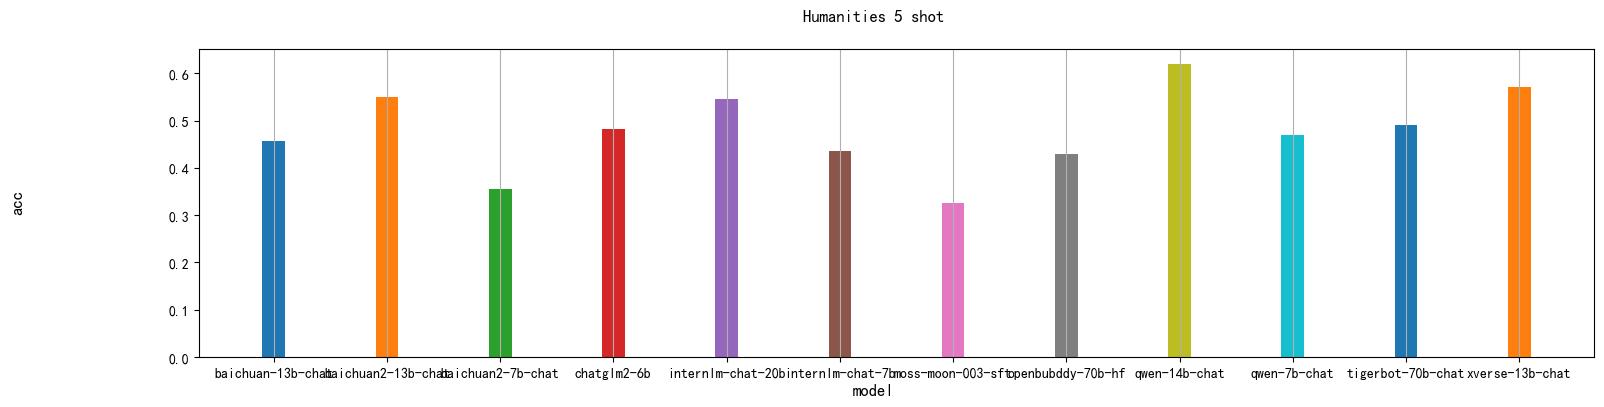 Humanities 5 shot
acc
0.6
0.5
0.4
0.3
0.2
0.1
0.0
baichuan-13b-chat baichuan2-13b-chat baichuan2-7b-chat chatglm2-6b internlm-chat-20b internlm-chat-7b moss-moon-003-sft openbubddy-70b-hf qwen-14b-chat qwen-7b-chat tigerbot-70b-chat xverse-13b-chat
model